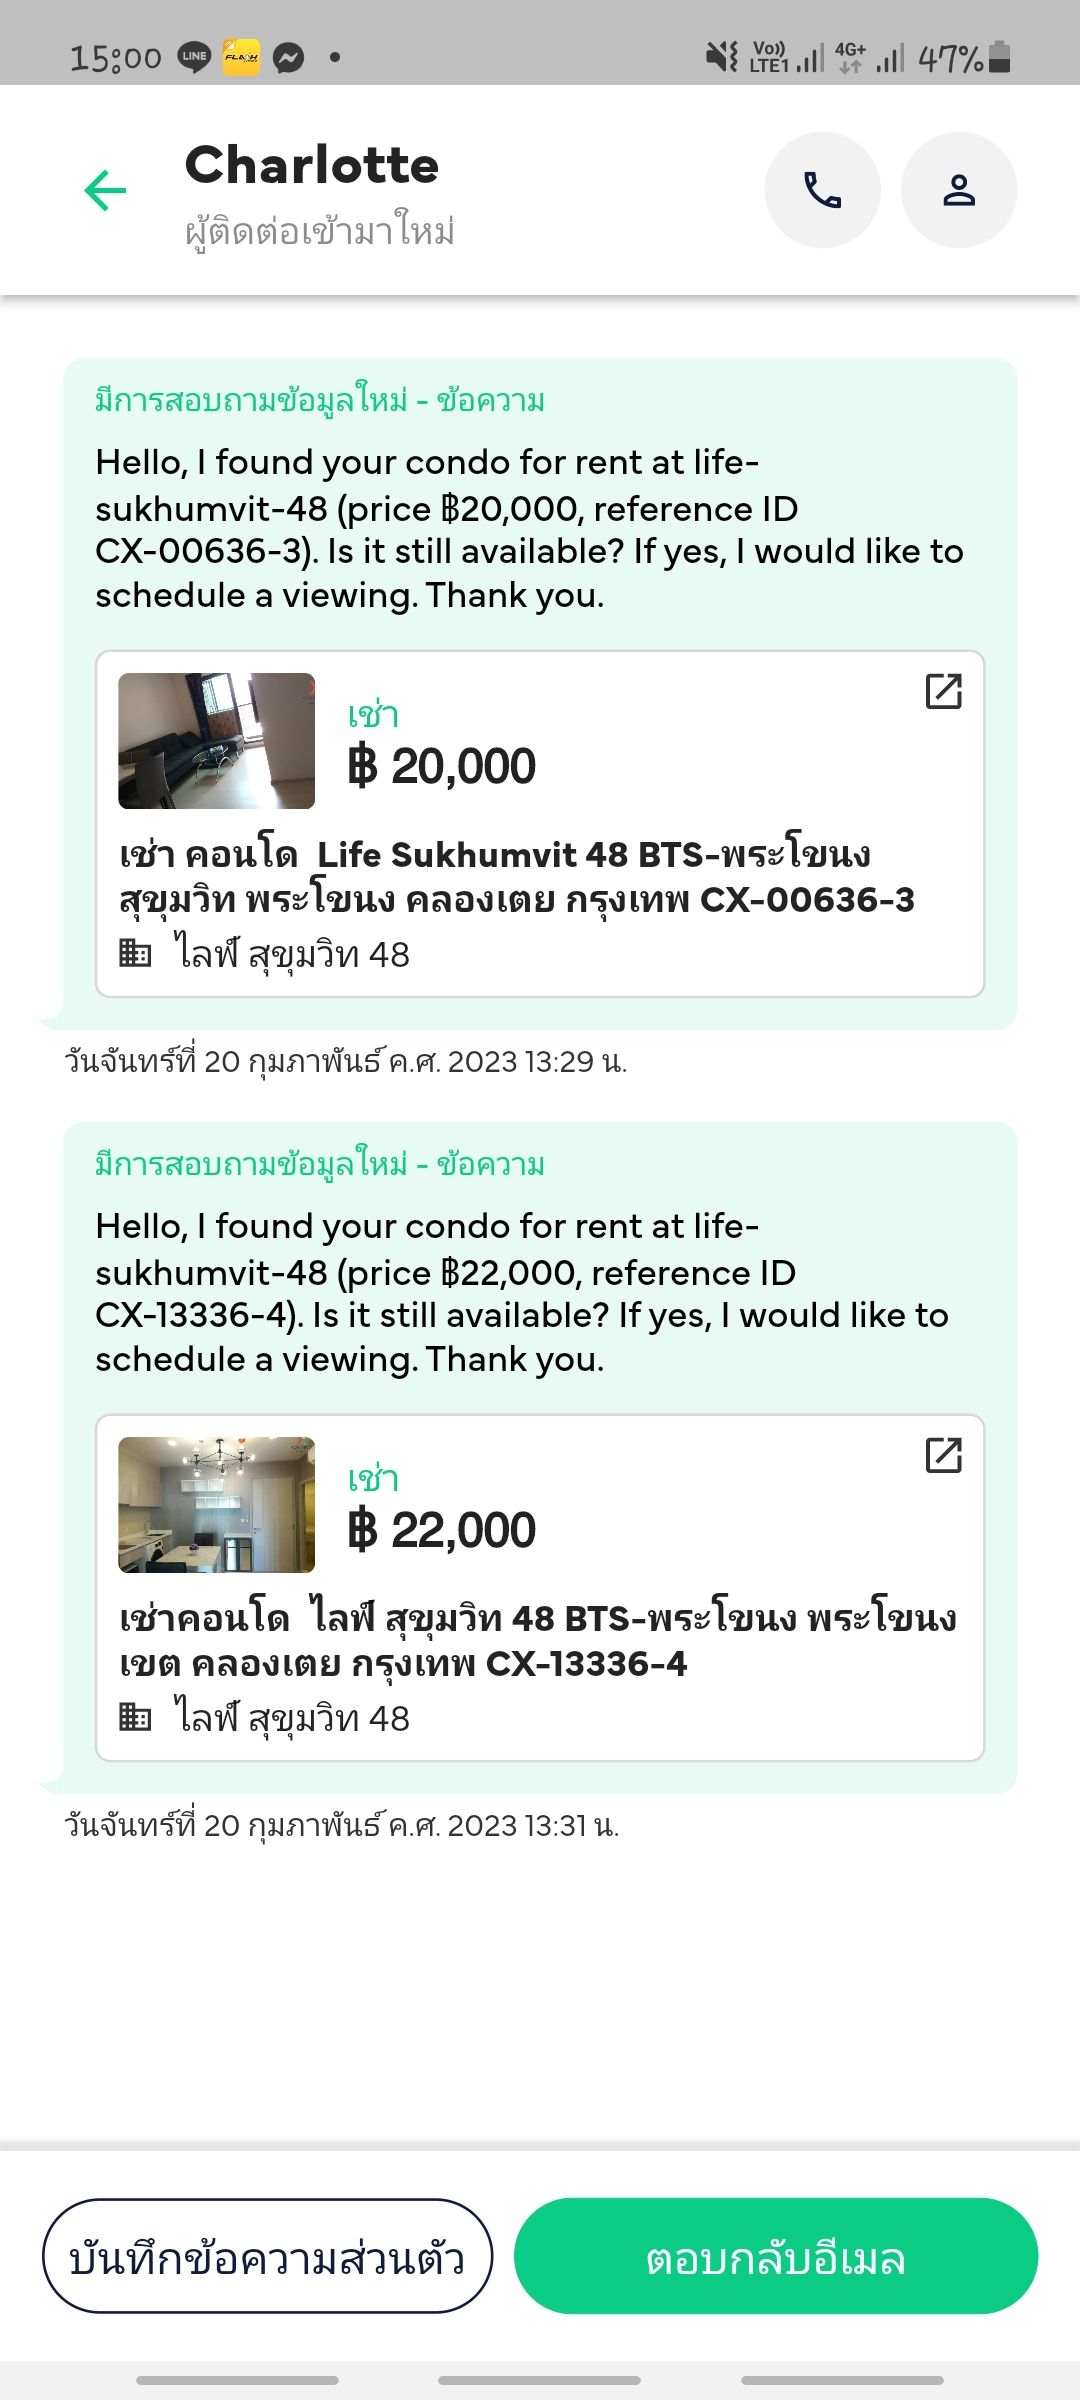 15:00
LINE
FLASH
Vo))
LTE1
4G+
47%
Charlotte
ผู้ติดต่อเข้ามาใหม่
มีการสอบถามข้อมูลใหม่ - ข้อความ
Hello, I found your condo for rent at life-
sukhumvit-48 (price ฿20,000, reference ID
CX-00636-3). Is it still available? If yes, I would like to
schedule a viewing. Thank you.
เช่า
฿ 20,000
เช่า คอนโด Life Sukhumvit 48 BTS-พระโขนง
สุขุมวิท พระโขนง คลองเตย กรุงเทพ CX-00636-3
ไลฟ์ สุขุมวิท 48
วันจันทร์ที่ 20 กุมภาพันธ์ ค.ศ. 2023 13:29 น.
มีการสอบถามข้อมูลใหม่ - ข้อความ
Hello, I found your condo for rent at life-
sukhumvit-48 (price ฿22,000, reference ID
CX-13336-4). Is it still available? If yes, I would like to
schedule a viewing. Thank you.
เช่า
฿ 22,000
เช่าคอนโด ไลฟ์ สุขุมวิท 48 BTS-พระโขนง พระโขนง
เขต คลองเตย กรุงเทพ CX-13336-4
ไลฟ์ สุขุมวิท 48
วันจันทร์ที่ 20 กุมภาพันธ์ ค.ศ. 2023 13:31 น.
บันทึกข้อความส่วนตัว
ตอบกลับอีเมล